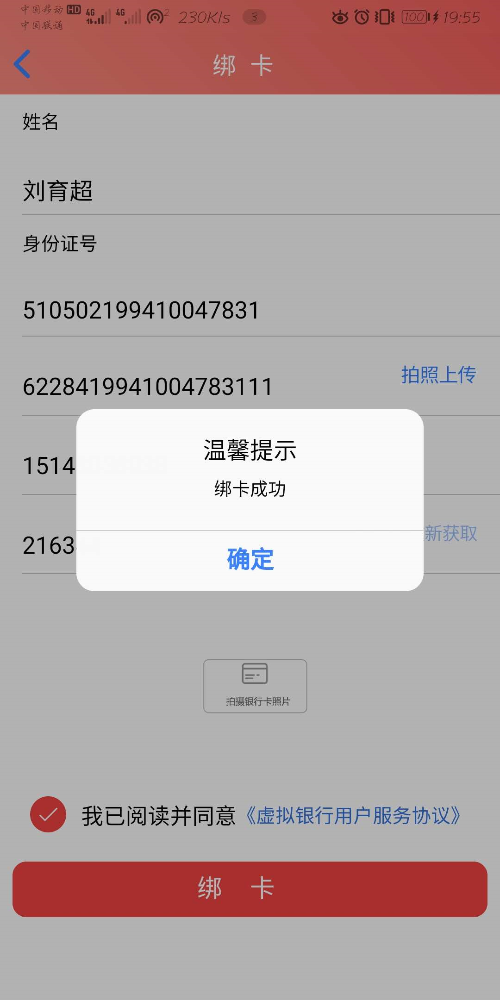 中国移动 HD 4G 4G 2 230K/s 3 100 19:55
中国联通
绑 卡
姓名
刘育超
身份证号
510502199410047831
6228419941004783111 拍照上传
温馨提示
1514
绑卡成功
2163 新获取
确定
拍摄银行卡照片
我已阅读并同意《虚拟银行用户服务协议》
绑 卡